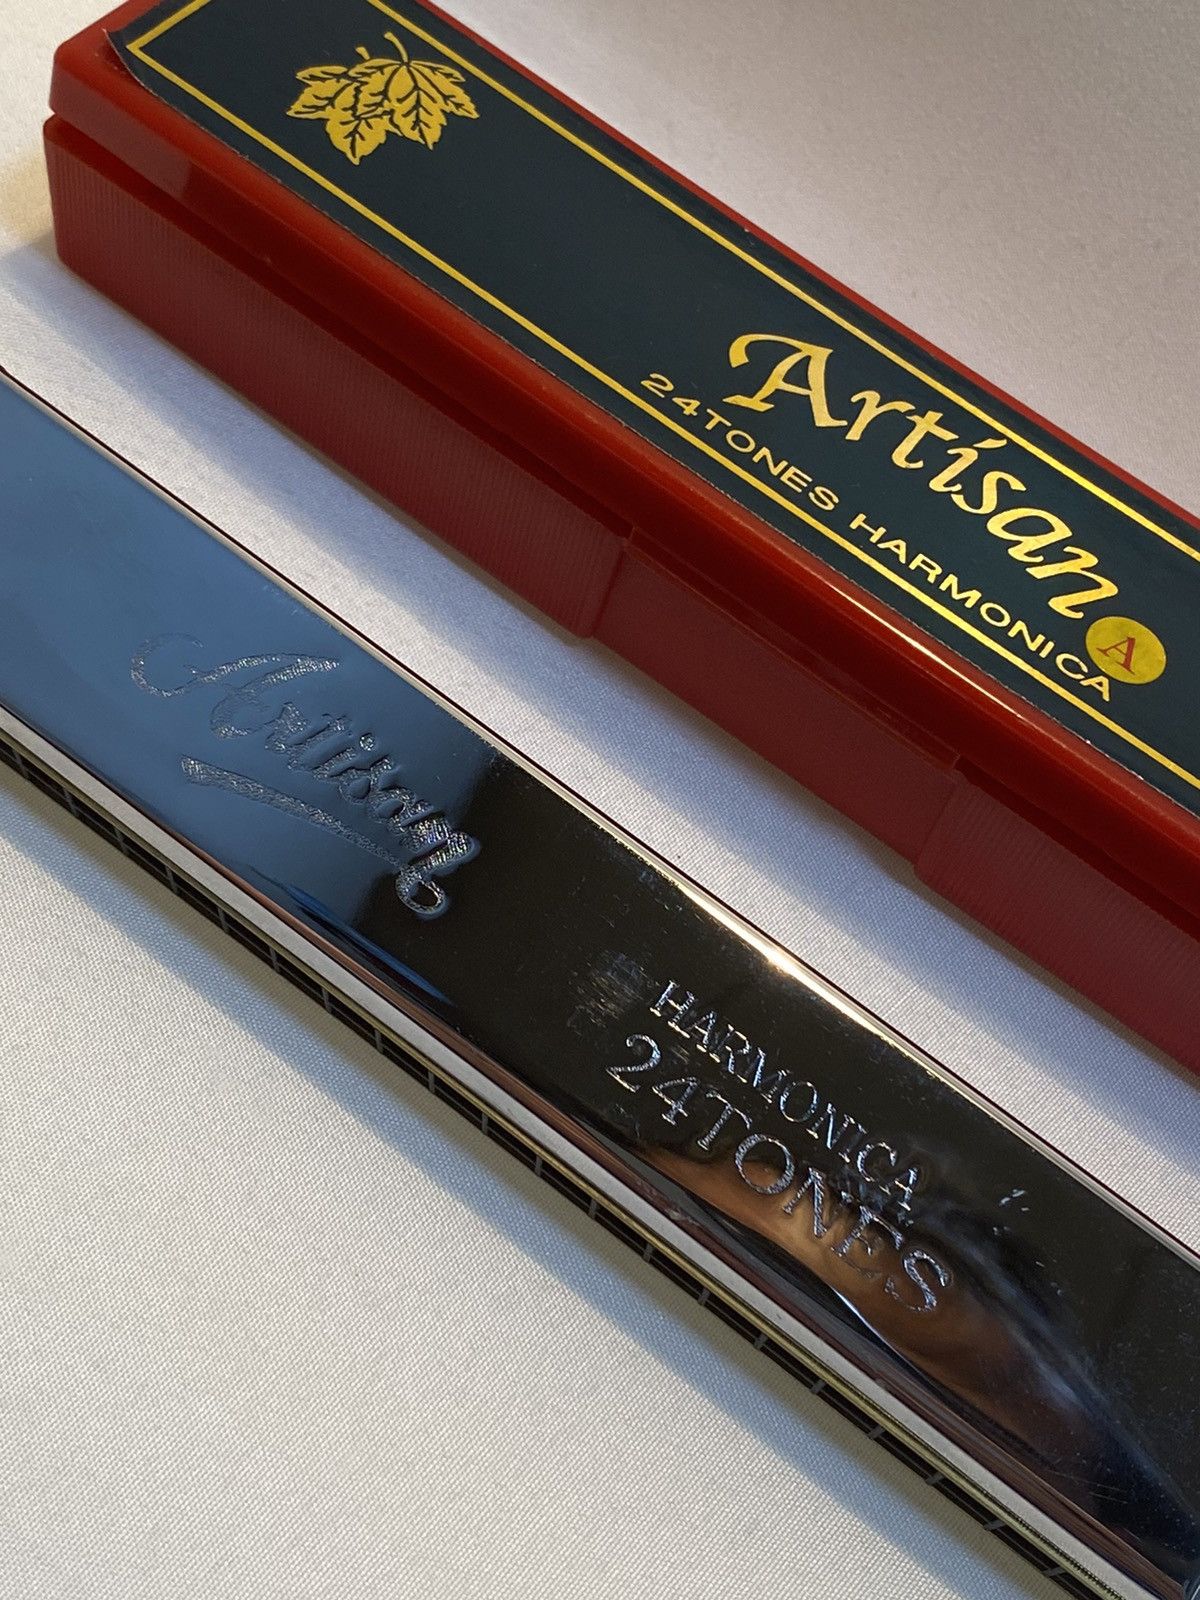 Artisan
24TONES HARMONICA
A
Artisan
HARMONICA
24TONES